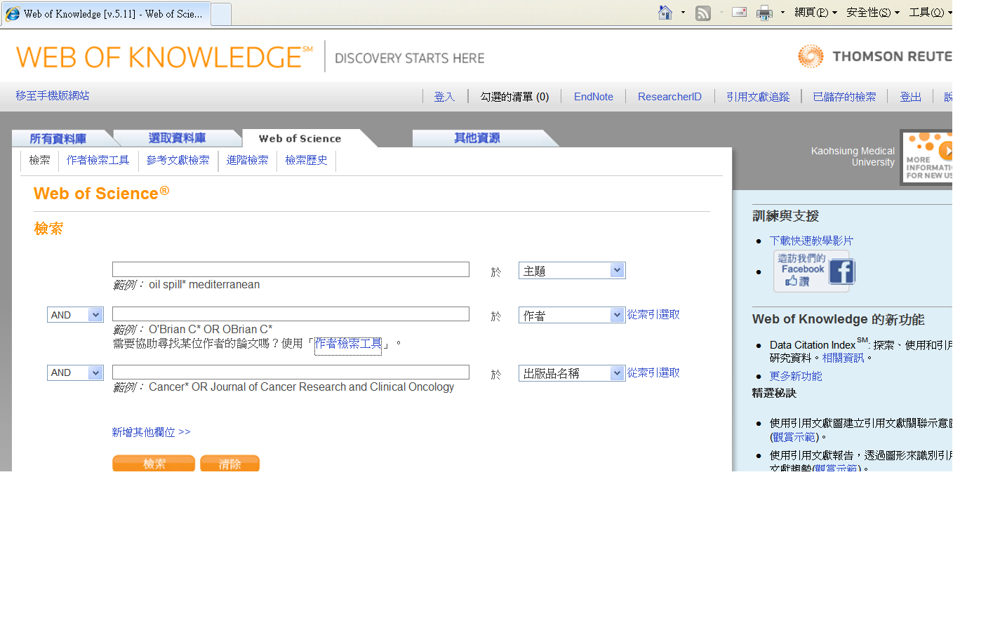 Web of Knowledge [v.5.11] - Web of Scie...
網頁(P) 安全性(S) 工具(O)
WEB OF KNOWLEDGE SM DISCOVERY STARTS HERE
THOMSON REUTE
移至手機版網站
登入 勾選的清單 (0) EndNote ResearcherID 引用文獻追蹤 已儲存的檢索 登出
所有資料庫 選取資料庫 Web of Science 其他資源
檢索 作者檢索工具 參考文獻檢索 進階檢索 檢索歷史
Web of Science®
檢索
於 主題
範例： oil spill* mediterranean
AND 於 作者 從索引選取
範例： O'Brian C* OR OBrian C*
需要協助尋找某位作者的論文嗎？使用「作者檢索工具」。
AND 於 出版品名稱 從索引選取
範例： Cancer* OR Journal of Cancer Research and Clinical Oncology
新增其他欄位 >>
檢索 清除
Kaohsiung Medical
University
MORE
INFORMATI
FOR NEW US
訓練與支援
下載快速教學影片
造訪我們的
Facebook
讚
Web of Knowledge 的新功能
Data Citation Index SM: 探索、使用和引用
研究資料。相關資訊。
更多新功能
精選秘訣
使用引用文獻圖建立引用文獻關聯示意圖
(觀賞示範)。
使用引用文獻報告，透過圖形來識別引用
文獻趨勢(觀賞示範)。